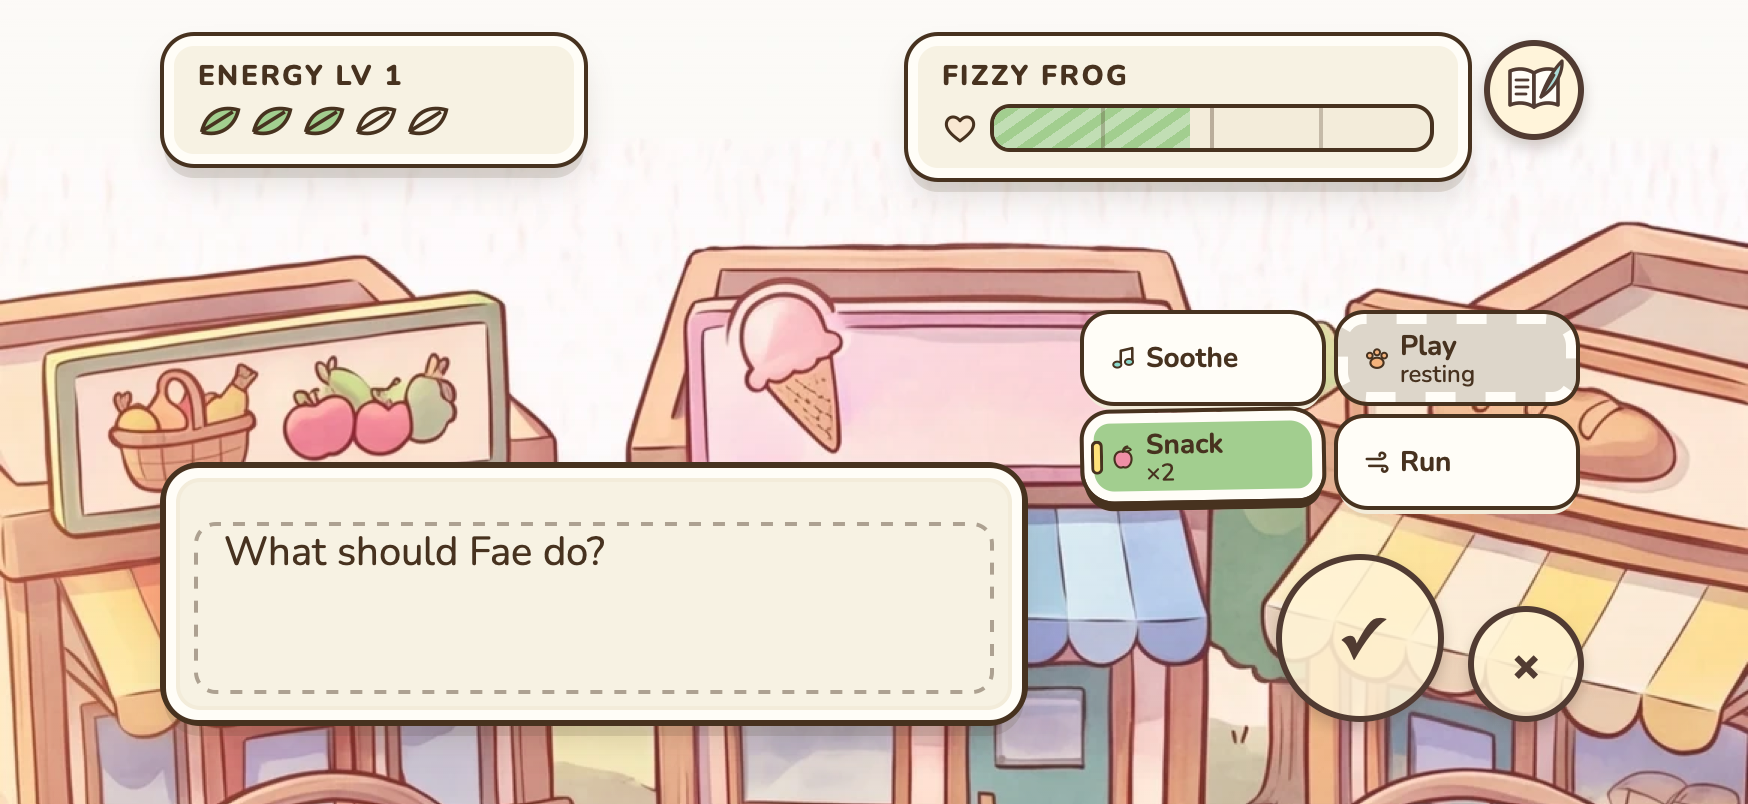 ENERGY LV 1
FIZZY FROG
Soothe
Play
resting
Snack
×2
Run
What should Fae do?